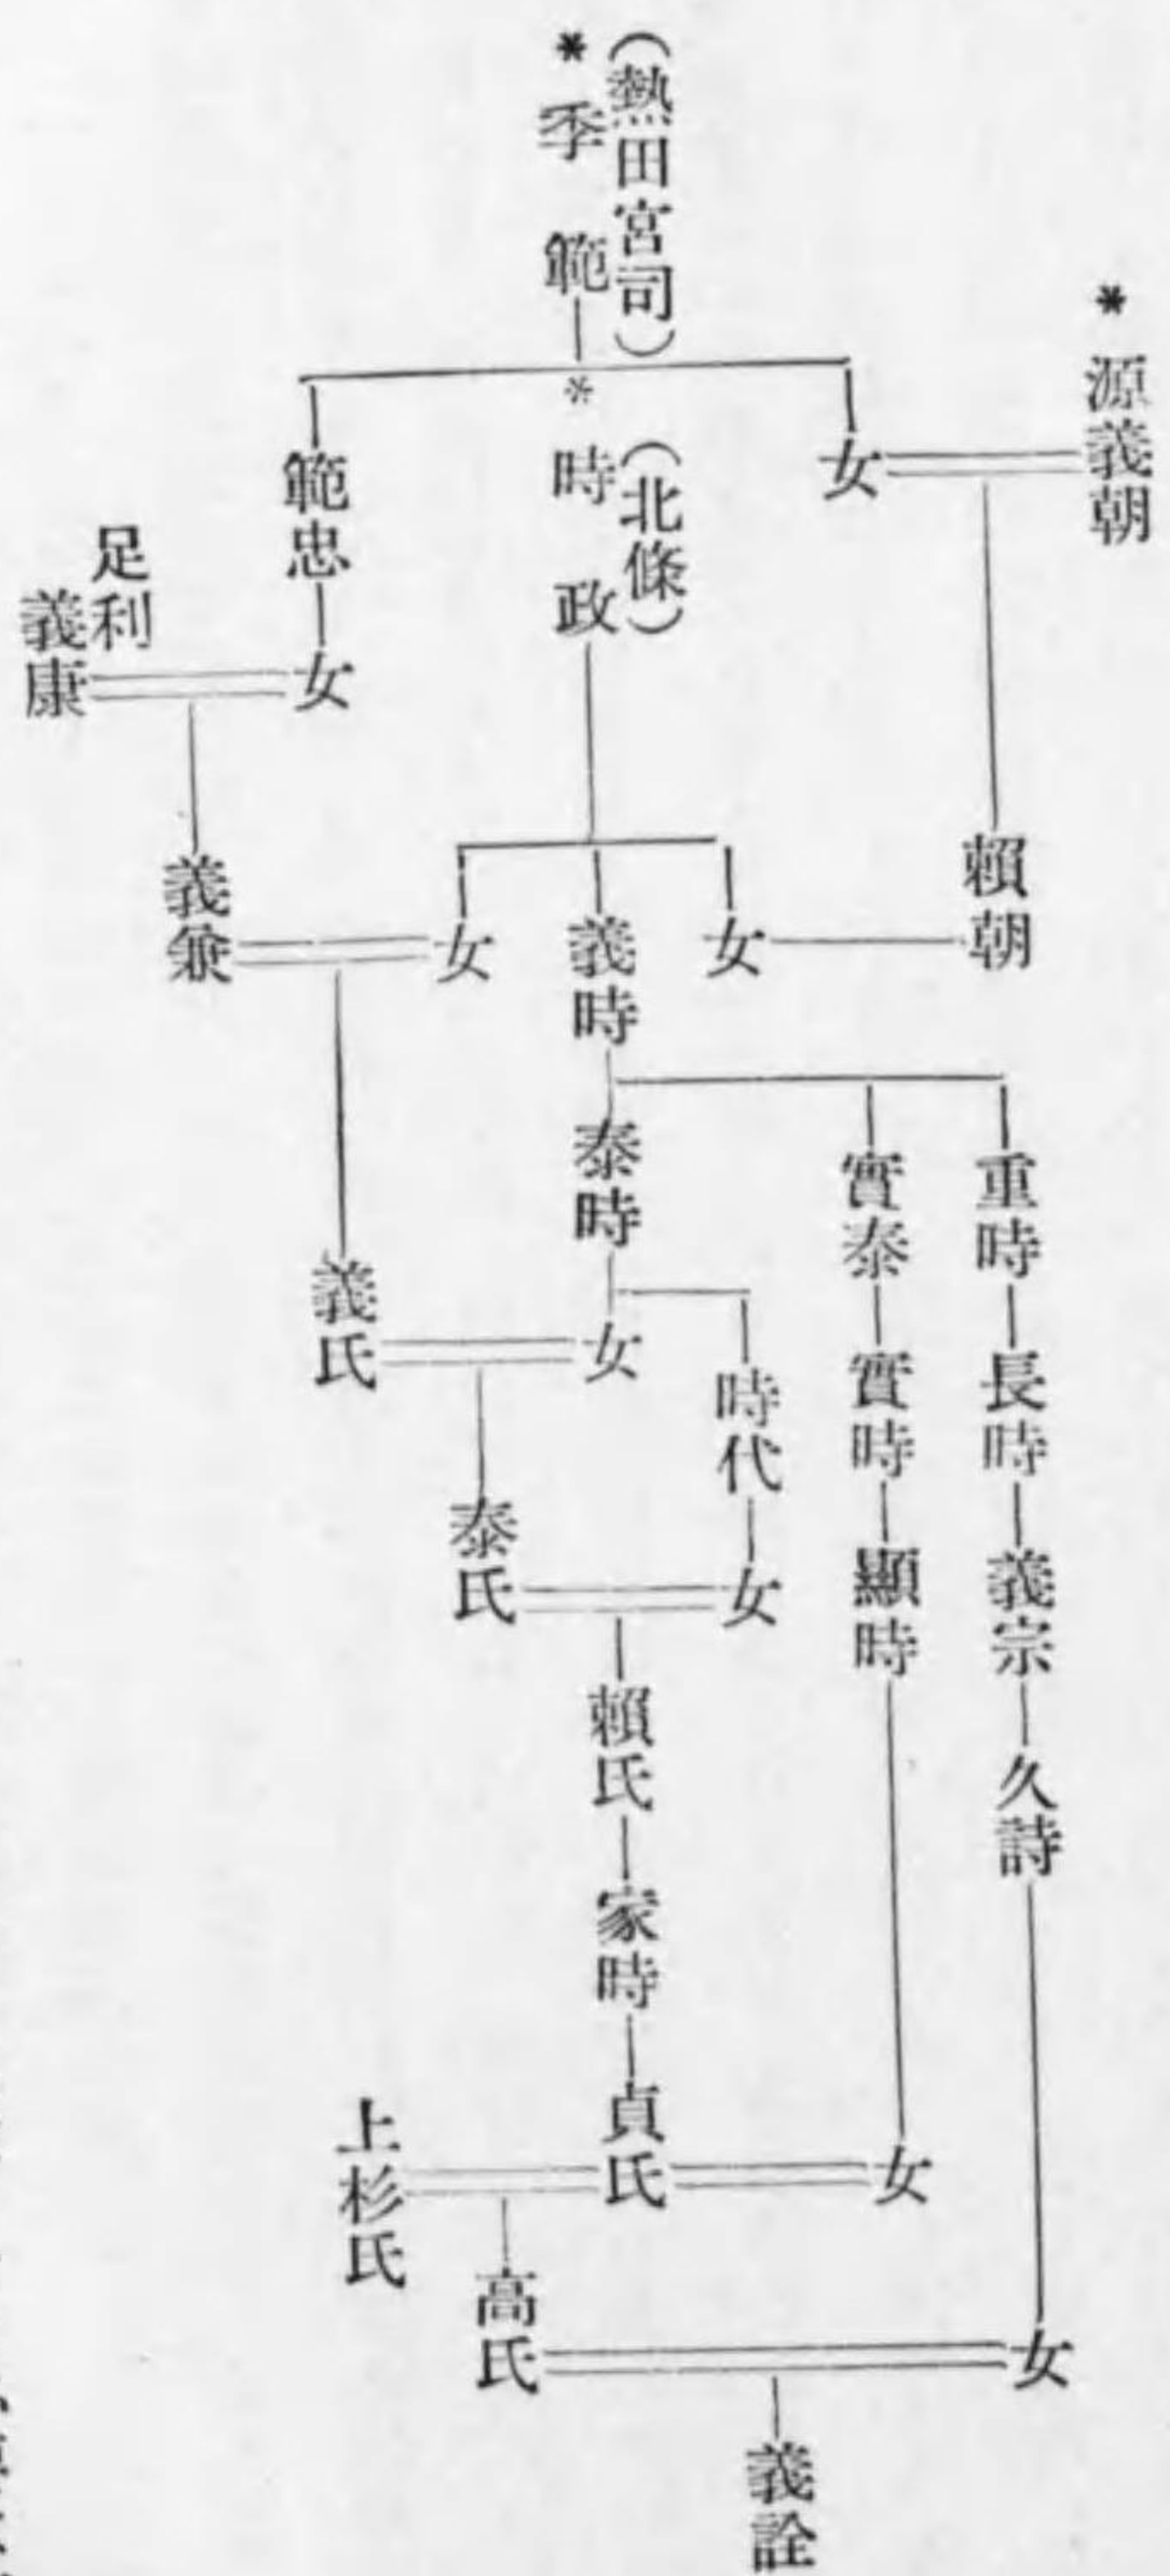 *源義朝
賴朝
女
重時
長時
義宗
久詩
女
實泰
實時
顯時
女
(熱田宮司)
*季範
女
範忠
女
足利
義康
義兼
(北條)
*時政
義時
女
泰時
時代
女
女
義氏
泰氏
賴氏
家時
貞氏
上杉氏
高氏
義詮